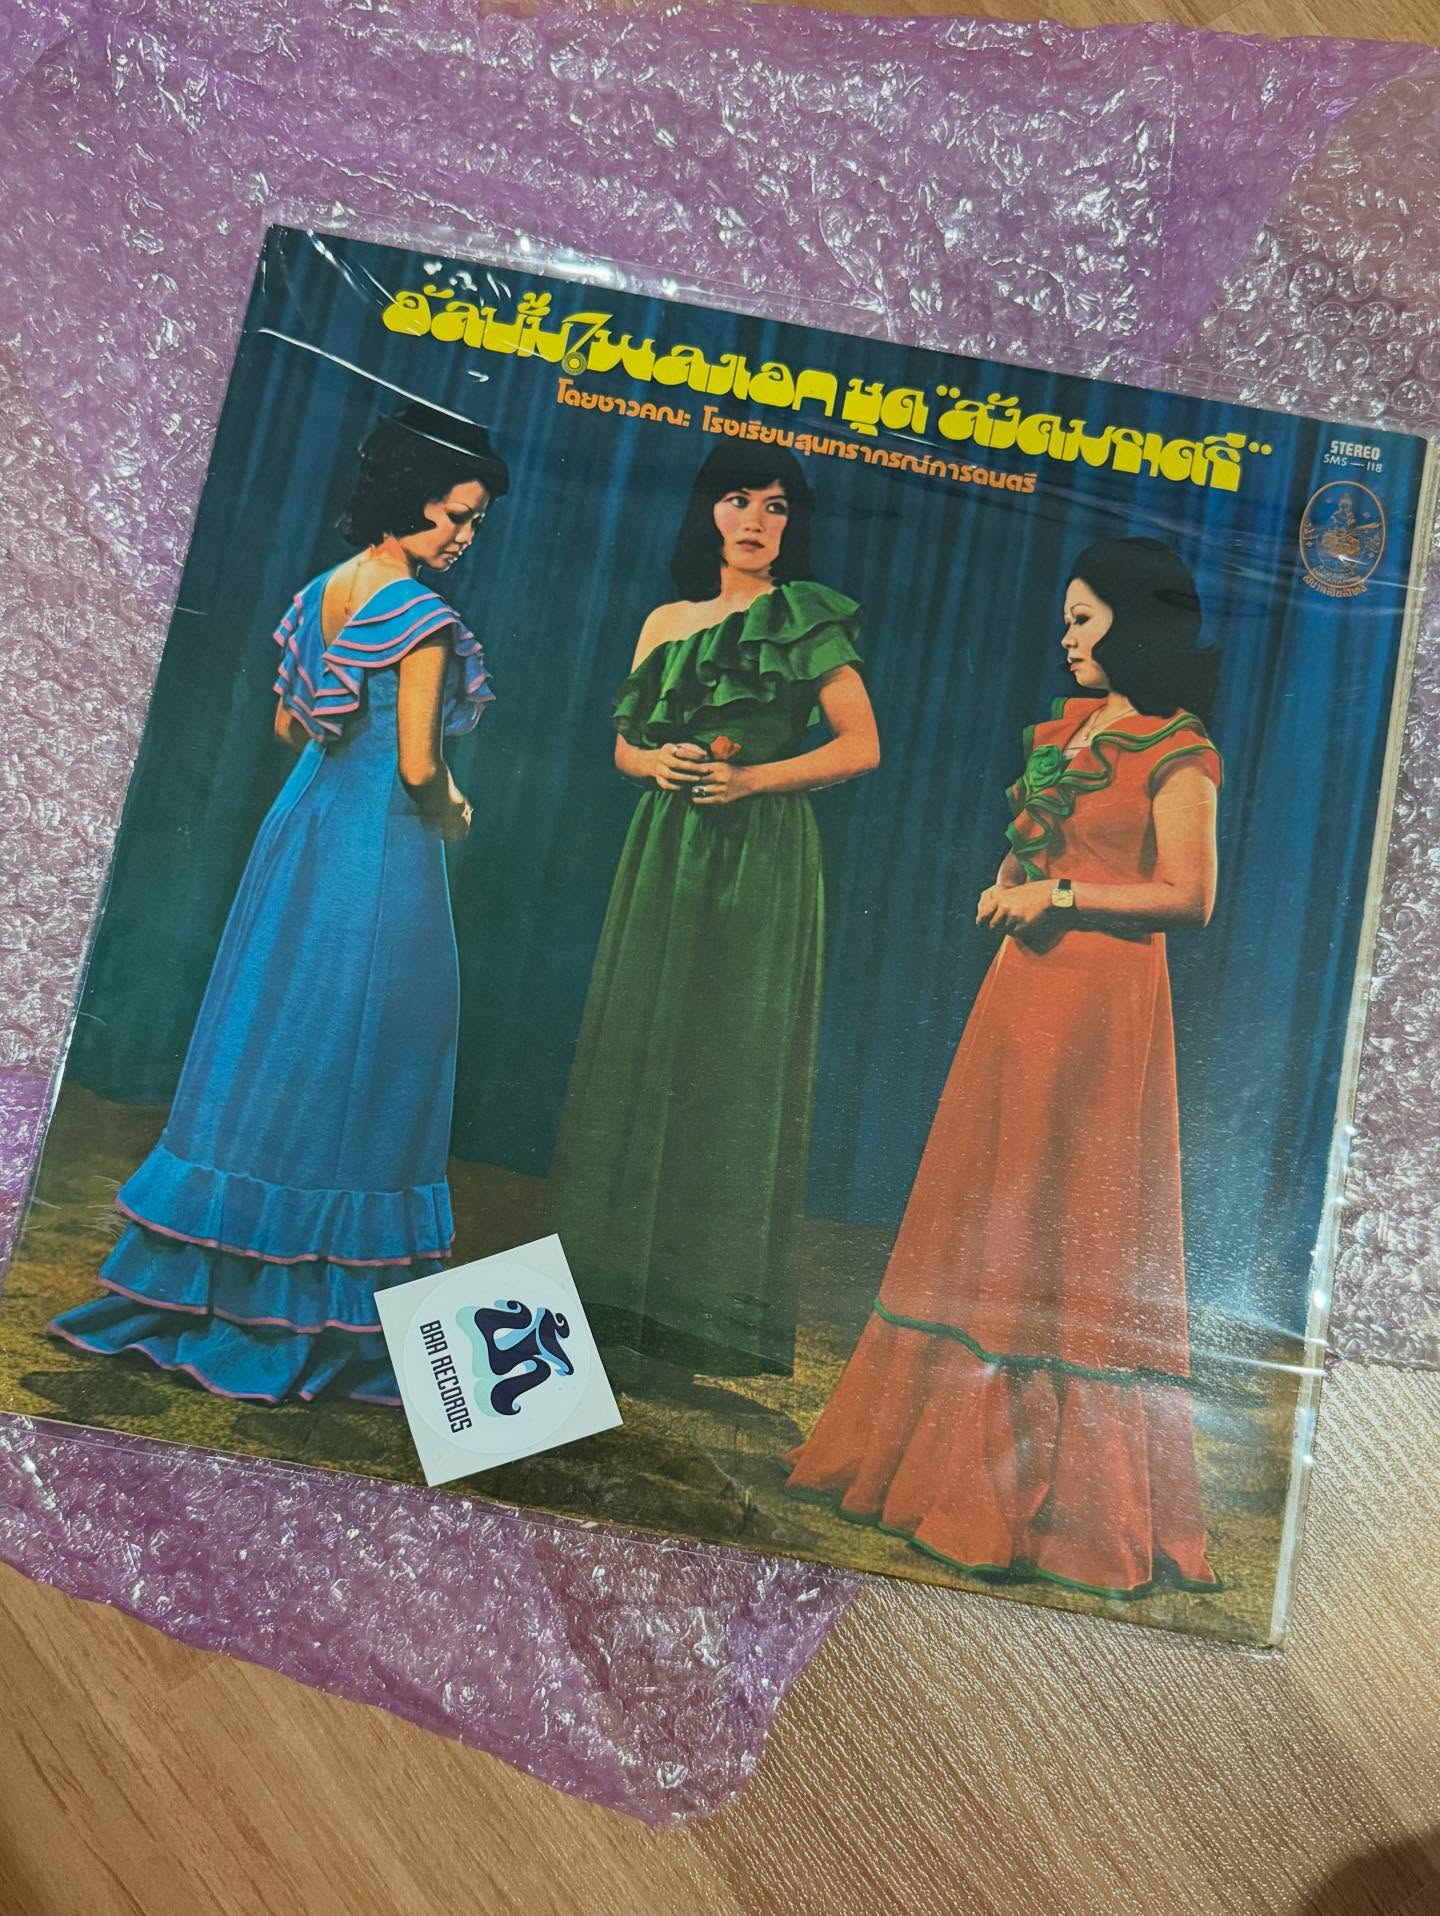 อัลบั้มเพลงเอก ชุด "สังคมธาตรี"
โดยชาวคณะ โรงเรียนสุนทราภรณ์การดนตรี
STEREO
SMS—118
BAA RECORDS